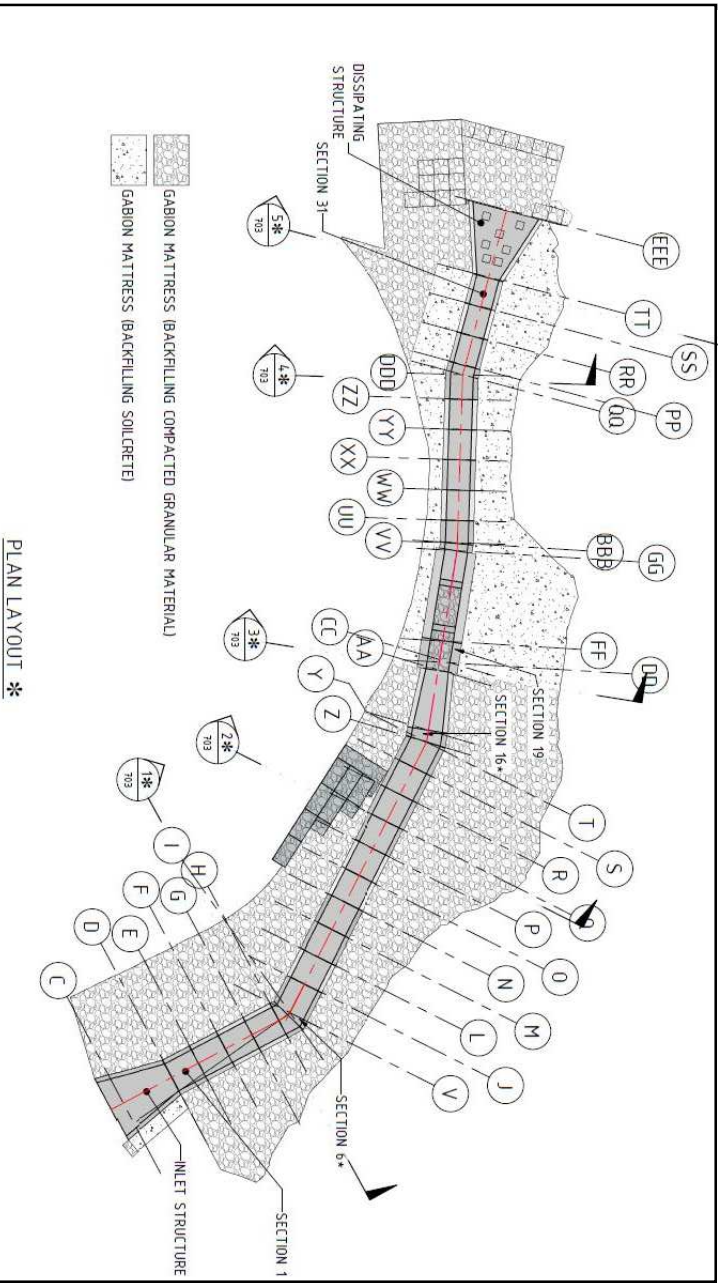 DISSIPATING
STRUCTURE
SECTION 31
EEE
TT
SS
RR
PP
QQ
DDD
ZZ
YY
XX
WW
UU
VV
BBB
GG
FF
DD
CC
AA
Y
Z
SECTION 19
SECTION 16*
T
S
R
Q
P
O
N
M
L
J
V
I
H
G
F
E
D
C
SECTION 6*
SECTION 1
INLET STRUCTURE
5*
703
4*
703
3*
703
2*
703
1*
703
GABION MATTRESS (BACKFILLING COMPACTED GRANULAR MATERIAL)
GABION MATTRESS (BACKFILLING SOILCRETE)
PLAN LAYOUT *